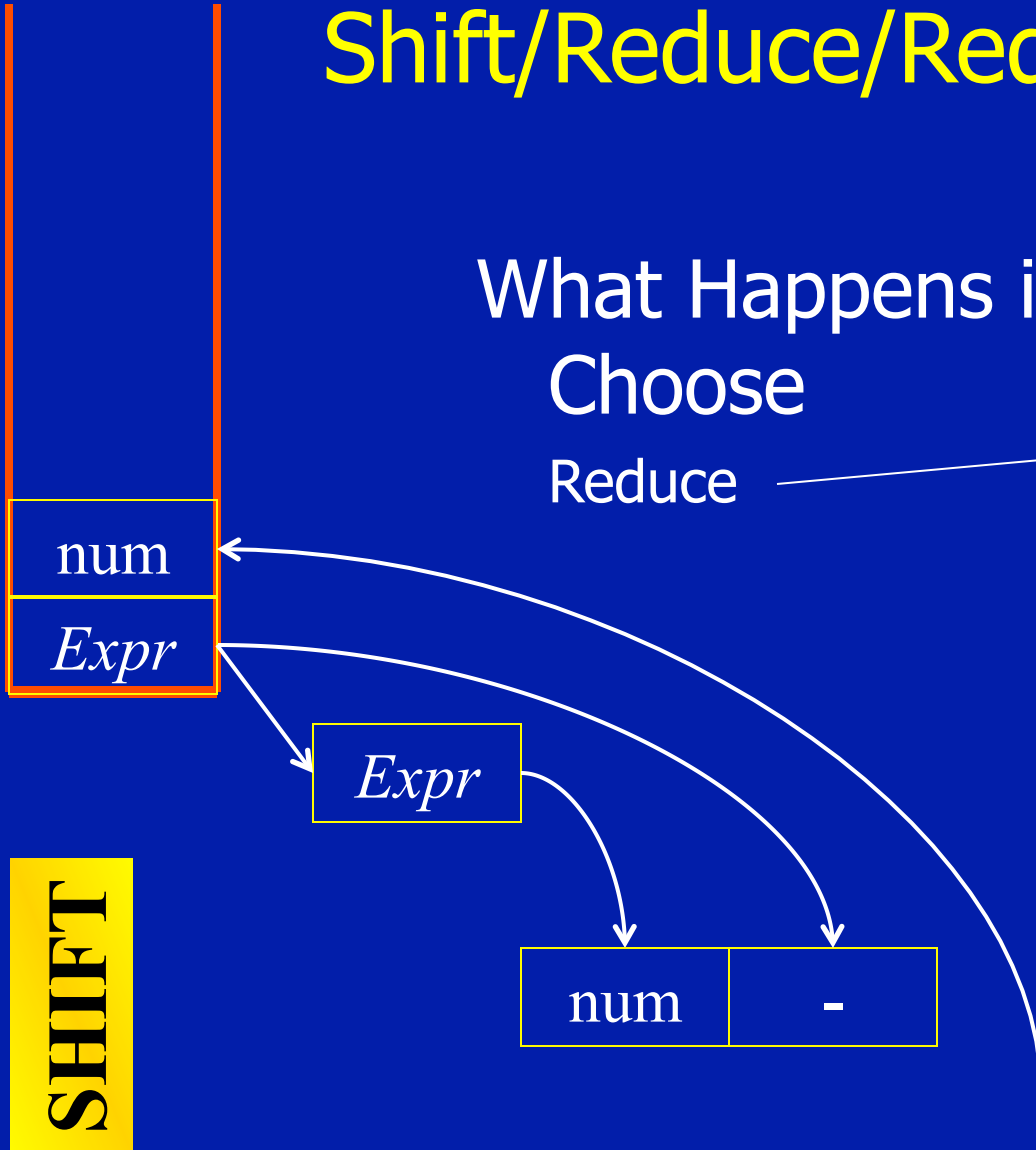 Shift/Reduce/Red
What Happens i
Choose
Reduce
num
Expr
Expr
num
-
SHIFT